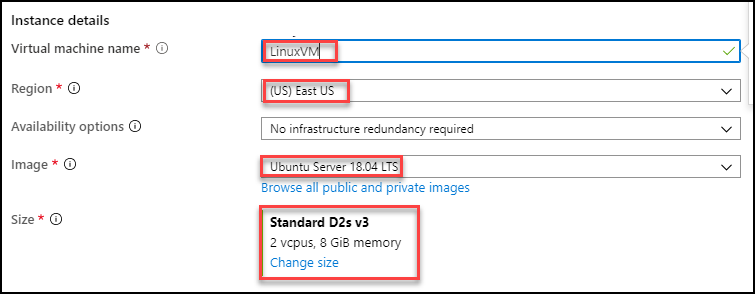 Instance details
Virtual machine name *
LinuxVM
Region *
(US) East US
Availability options
No infrastructure redundancy required
Image *
Ubuntu Server 18.04 LTS
Browse all public and private images
Size *
Standard D2s v3
2 vcpus, 8 GiB memory
Change size